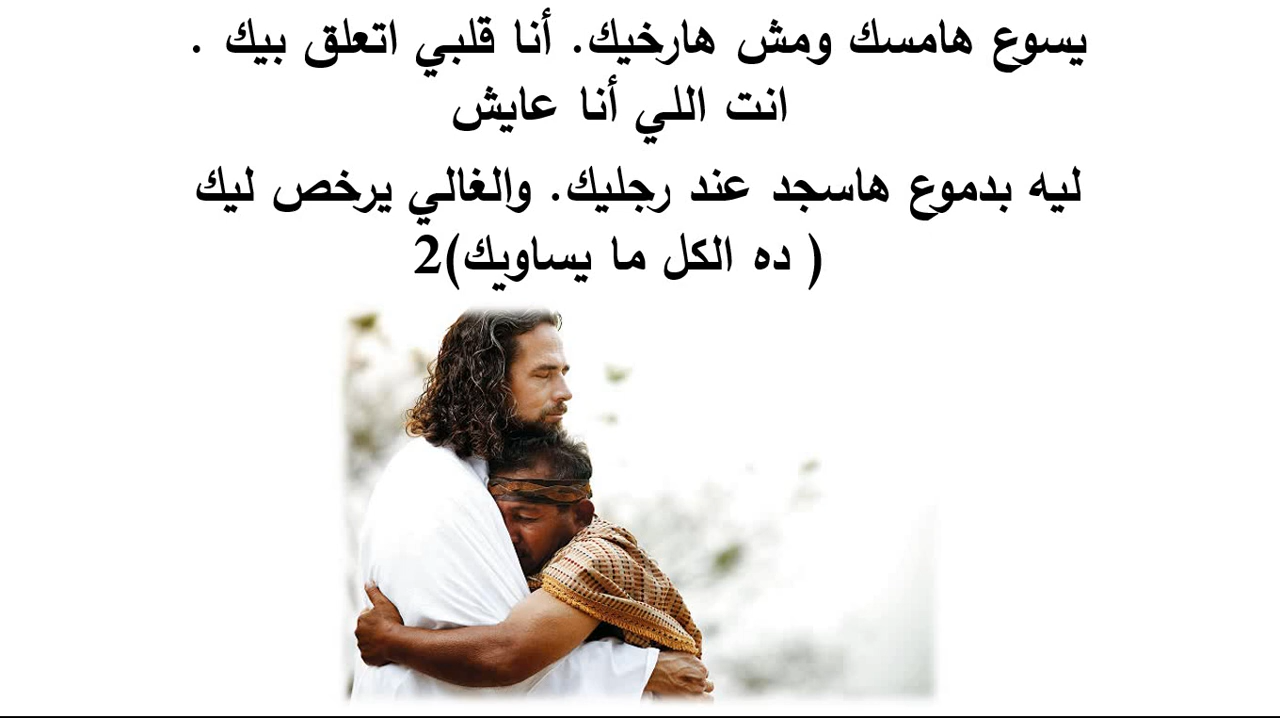 يسوع هامسك ومش هارخيك. أنا قلبي اتعلق بيك .
انت اللي أنا عايش
ليه بدموع هاسجد عند رجليك. والغالي يرخص ليك
( ده الكل ما يساويك)2